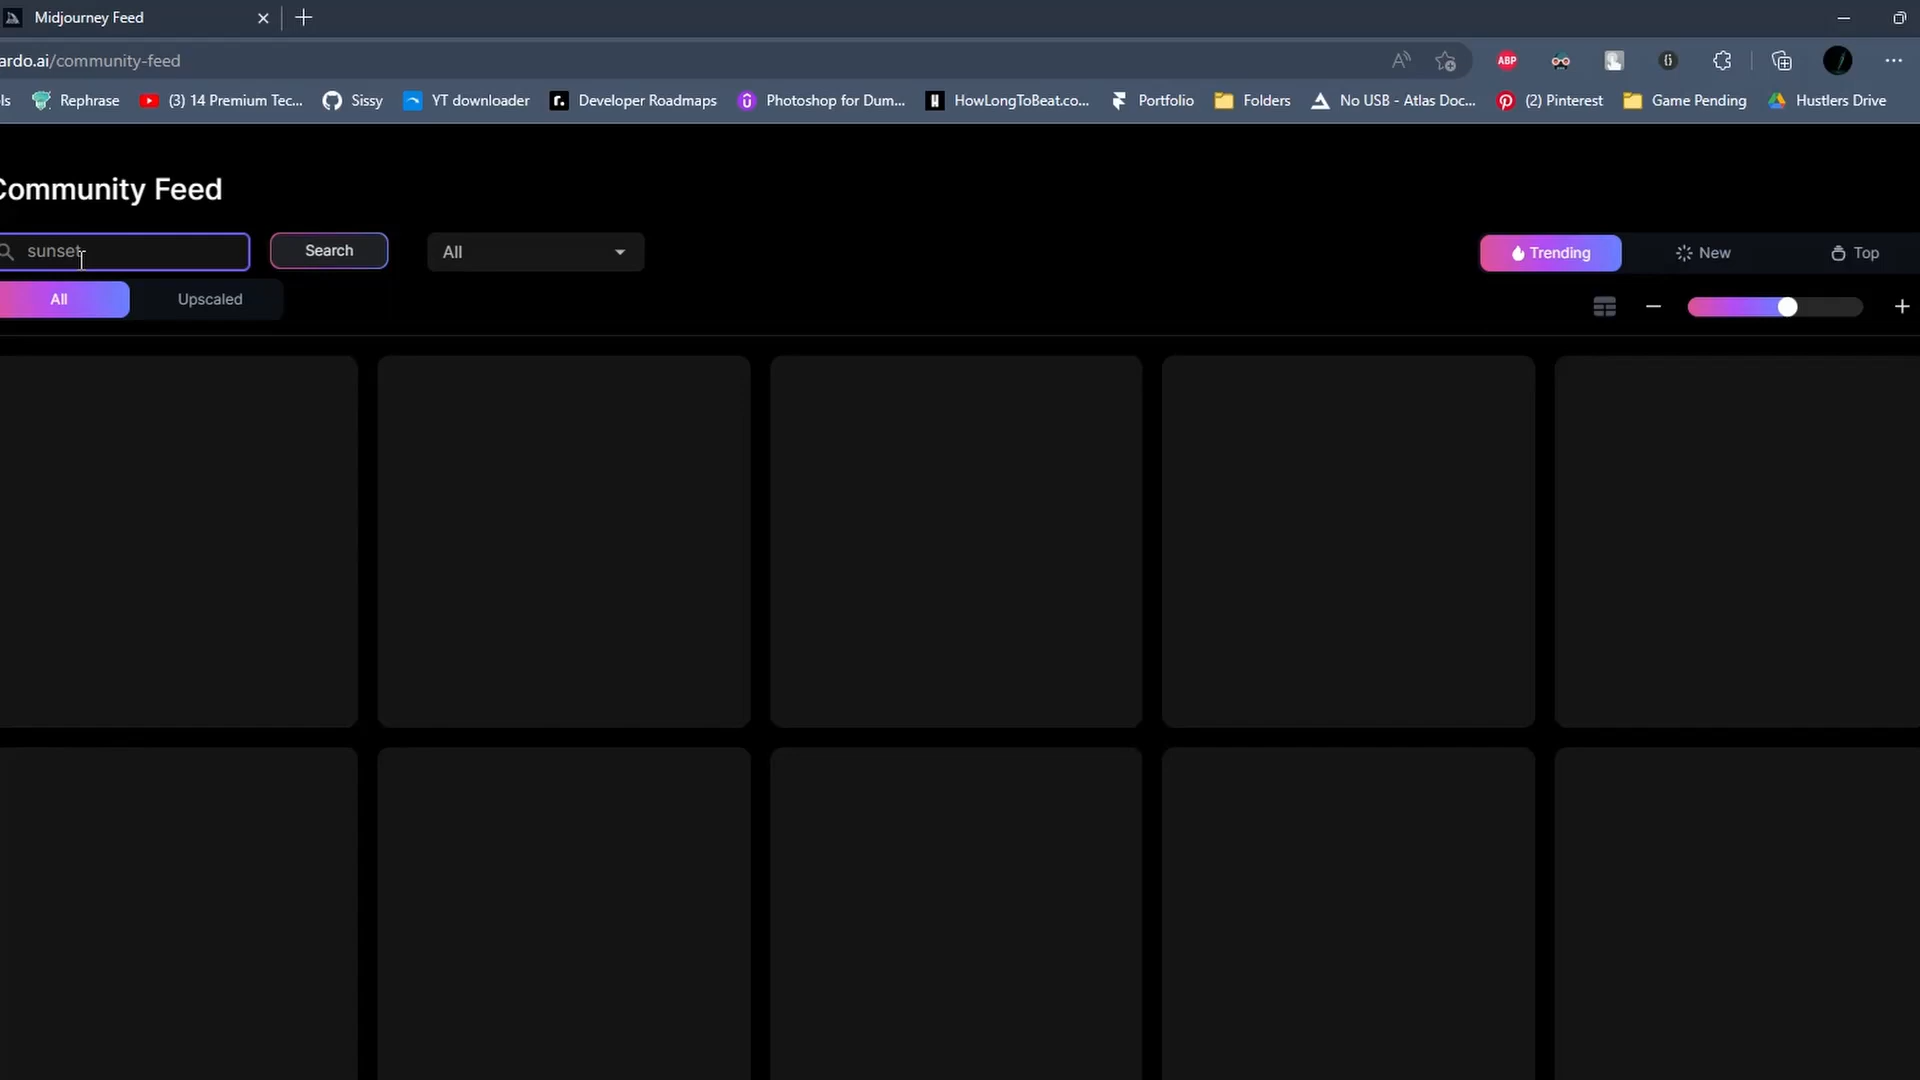 Midjourney Feed
ardo.ai/community-feed
ABP
ls Rephrase (3) 14 Premium Tec... Sissy YT downloader Developer Roadmaps Photoshop for Dum... HowLongToBeat.co... Portfolio Folders No USB - Atlas Doc... (2) Pinterest Game Pending Hustlers Drive
Community Feed
sunset Search All Trending New Top
All Upscaled